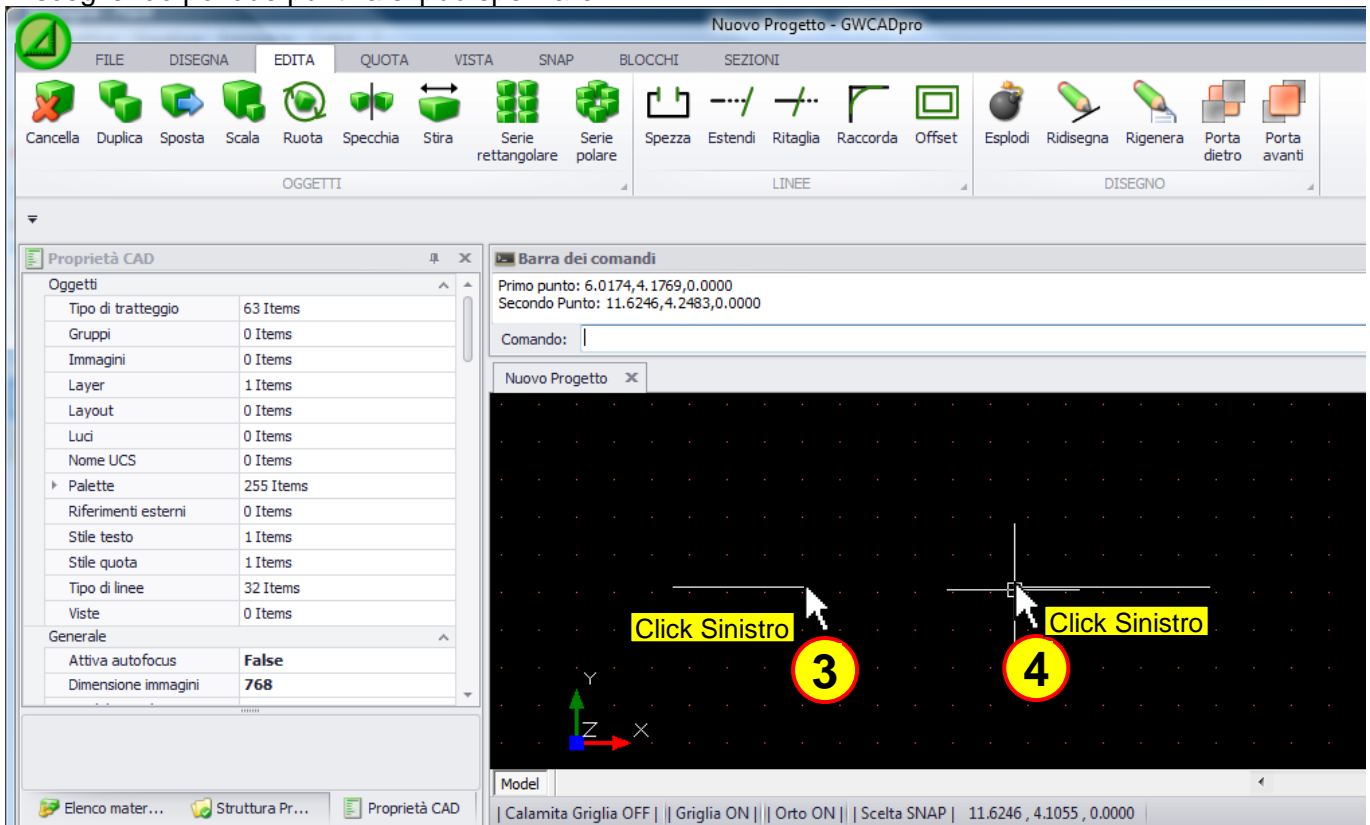 Nuovo Progetto - GWCADpro
FILE DISEGNA EDITA QUOTA VISTA SNAP BLOCCHI SEZIONI
Cancella Duplica Sposta Scala Ruota Specchia Stira Serie rettangolare Serie polare Spezza Estendi Ritaglia Raccorda Offset Esplodi Ridisegna Rigenera Porta dietro Porta avanti
OGGETTI LINEE DISEGNO
Proprietà CAD
Oggetti
Tipo di tratteggio 63 Items
Gruppi 0 Items
Immagini 0 Items
Layer 1 Items
Layout 0 Items
Luci 0 Items
Nome UCS 0 Items
Palette 255 Items
Riferimenti esterni 0 Items
Stile testo 1 Items
Stile quota 1 Items
Tipo di linee 32 Items
Viste 0 Items
Generale
Attiva autofocus False
Dimensione immagini 768
Elenco mater... Struttura Pr... Proprietà CAD
Barra dei comandi
Primo punto: 6.0174,4.1769,0.0000
Secondo Punto: 11.6246,4.2483,0.0000
Comando:
Nuovo Progetto
Click Sinistro
3
Click Sinistro
4
Y
Z X
Model
| Calamita Griglia OFF | | Griglia ON | | Orto ON | | Scelta SNAP | 11.6246 , 4.1055 , 0.0000